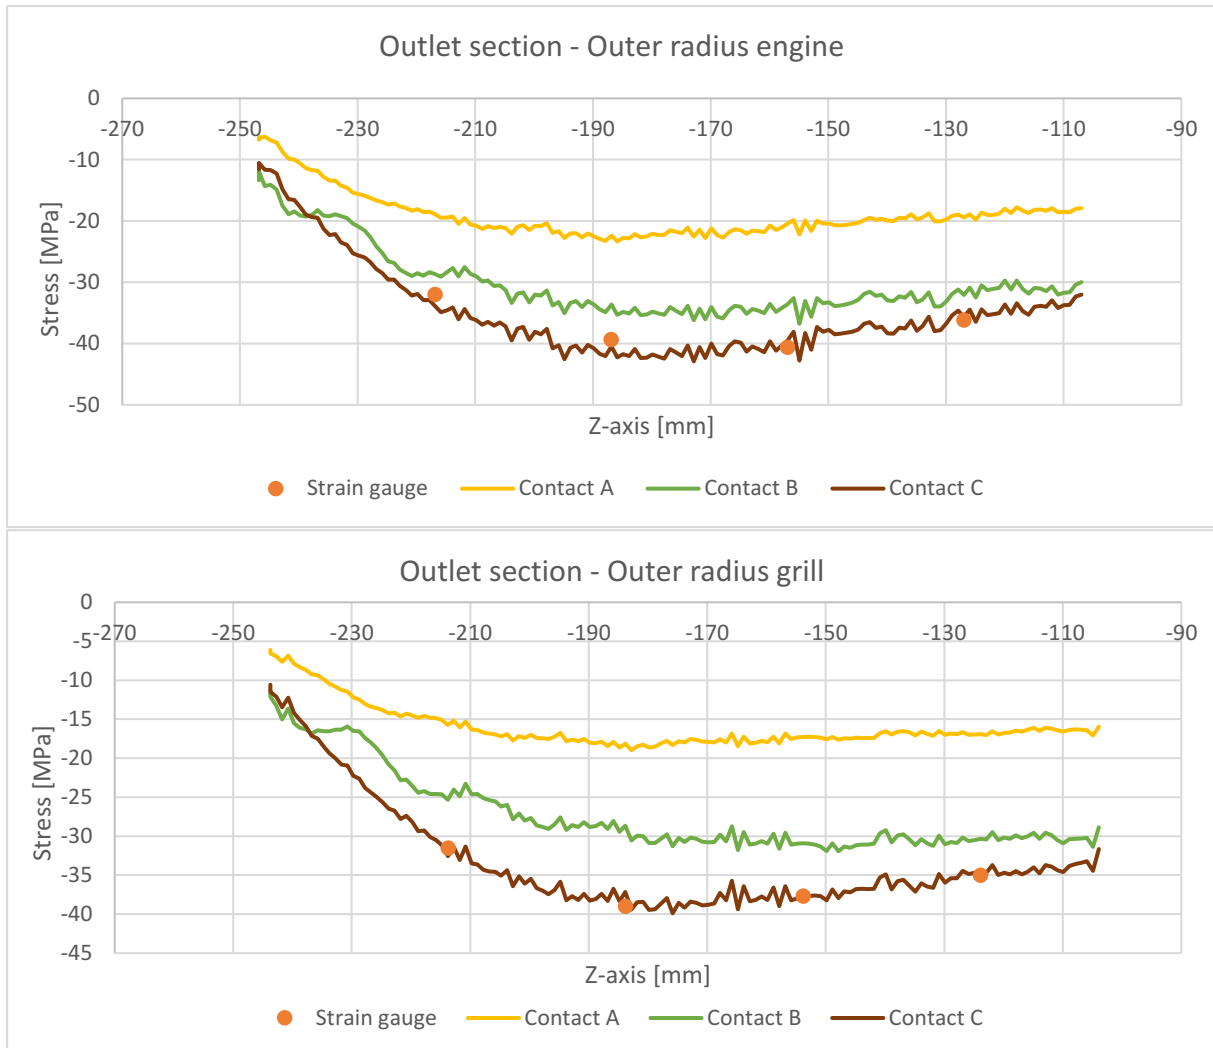 Outlet section - Outer radius engine
0
-270 -250 -230 -210 -190 -170 -150 -130 -110 -90
-10
-20
-30
-40
-50
Stress [MPa]
Z-axis [mm]
Strain gauge Contact A Contact B Contact C
Outlet section - Outer radius grill
0
-270 -250 -230 -210 -190 -170 -150 -130 -110 -90
-5
-10
-15
-20
-25
-30
-35
-40
-45
Stress [MPa]
Z-axis [mm]
Strain gauge Contact A Contact B Contact C